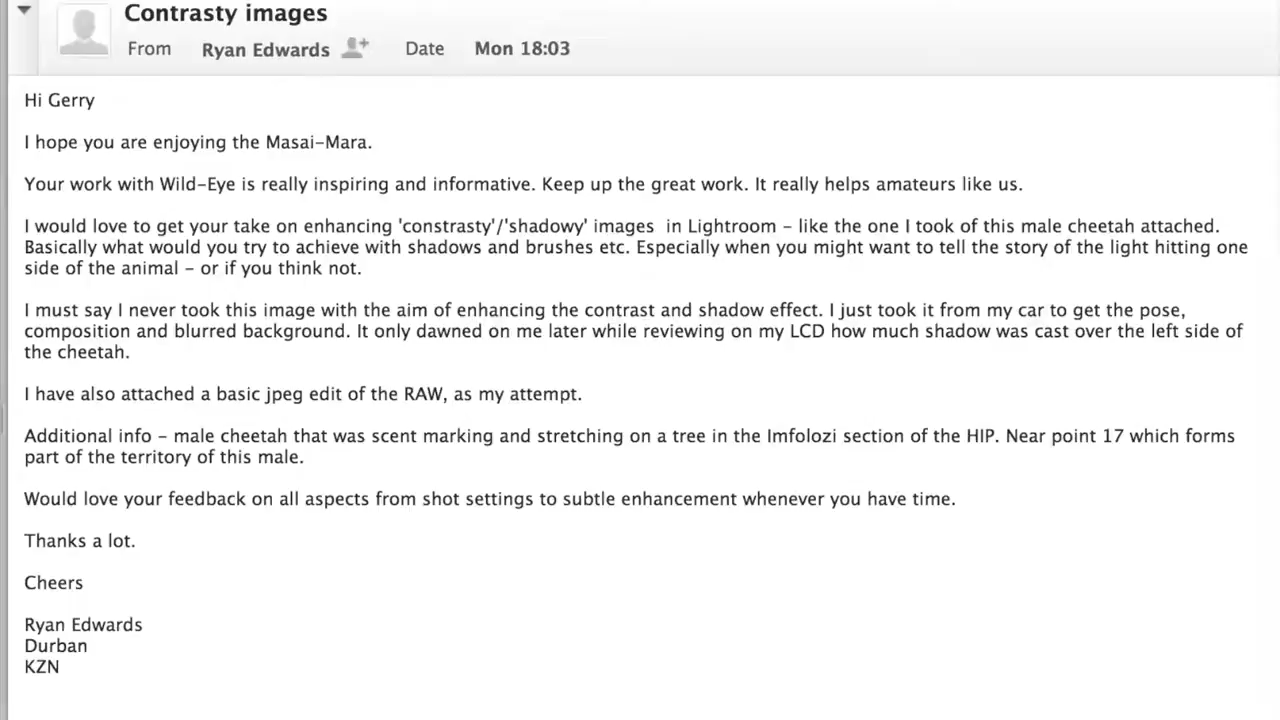 Contrasty images
From Ryan Edwards Date Mon 18:03
Hi Gerry
I hope you are enjoying the Masai-Mara.
Your work with Wild-Eye is really inspiring and informative. Keep up the great work. It really helps amateurs like us.
I would love to get your take on enhancing 'constrasty'/'shadowy' images  in Lightroom – like the one I took of this male cheetah attached.
Basically what would you try to achieve with shadows and brushes etc. Especially when you might want to tell the story of the light hitting one
side of the animal – or if you think not.
I must say I never took this image with the aim of enhancing the contrast and shadow effect. I just took it from my car to get the pose,
composition and blurred background. It only dawned on me later while reviewing on my LCD how much shadow was cast over the left side of
the cheetah.
I have also attached a basic jpeg edit of the RAW, as my attempt.
Additional info – male cheetah that was scent marking and stretching on a tree in the Imfolozi section of the HIP. Near point 17 which forms
part of the territory of this male.
Would love your feedback on all aspects from shot settings to subtle enhancement whenever you have time.
Thanks a lot.
Cheers
Ryan Edwards
Durban
KZN